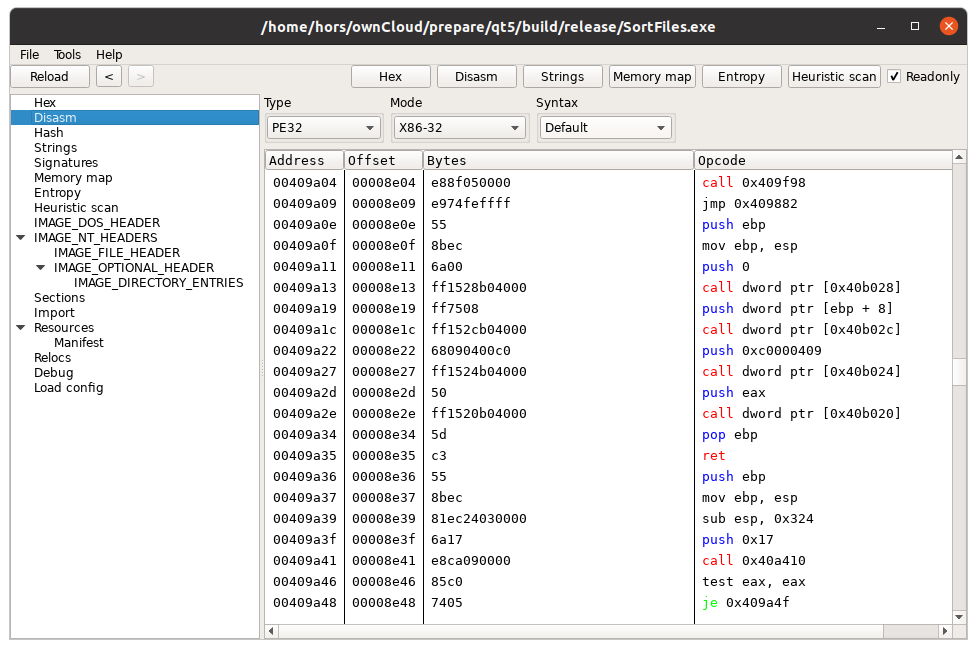 /home/hors/ownCloud/prepare/qt5/build/release/SortFiles.exe
File Tools Help
Reload < > Hex Disasm Strings Memory map Entropy Heuristic scan Readonly
Hex
Disasm
Hash
Strings
Signatures
Memory map
Entropy
Heuristic scan
IMAGE_DOS_HEADER
IMAGE_NT_HEADERS
IMAGE_FILE_HEADER
IMAGE_OPTIONAL_HEADER
IMAGE_DIRECTORY_ENTRIES
Sections
Import
Resources
Manifest
Relocs
Debug
Load config
Type Mode Syntax
PE32 X86-32 Default
Address Offset Bytes Opcode
00409a04 00008e04 e88f050000 call 0x409f98
00409a09 00008e09 e974feffff jmp 0x409882
00409a0e 00008e0e 55 push ebp
00409a0f 00008e0f 8bec mov ebp, esp
00409a11 00008e11 6a00 push 0
00409a13 00008e13 ff1528b04000 call dword ptr [0x40b028]
00409a19 00008e19 ff7508 push dword ptr [ebp + 8]
00409a1c 00008e1c ff152cb04000 call dword ptr [0x40b02c]
00409a22 00008e22 68090400c0 push 0xc0000409
00409a27 00008e27 ff1524b04000 call dword ptr [0x40b024]
00409a2d 00008e2d 50 push eax
00409a2e 00008e2e ff1520b04000 call dword ptr [0x40b020]
00409a34 00008e34 5d pop ebp
00409a35 00008e35 c3 ret
00409a36 00008e36 55 push ebp
00409a37 00008e37 8bec mov ebp, esp
00409a39 00008e39 81ec24030000 sub esp, 0x324
00409a3f 00008e3f 6a17 push 0x17
00409a41 00008e41 e8ca090000 call 0x40a410
00409a46 00008e46 85c0 test eax, eax
00409a48 00008e48 7405 je 0x409a4f